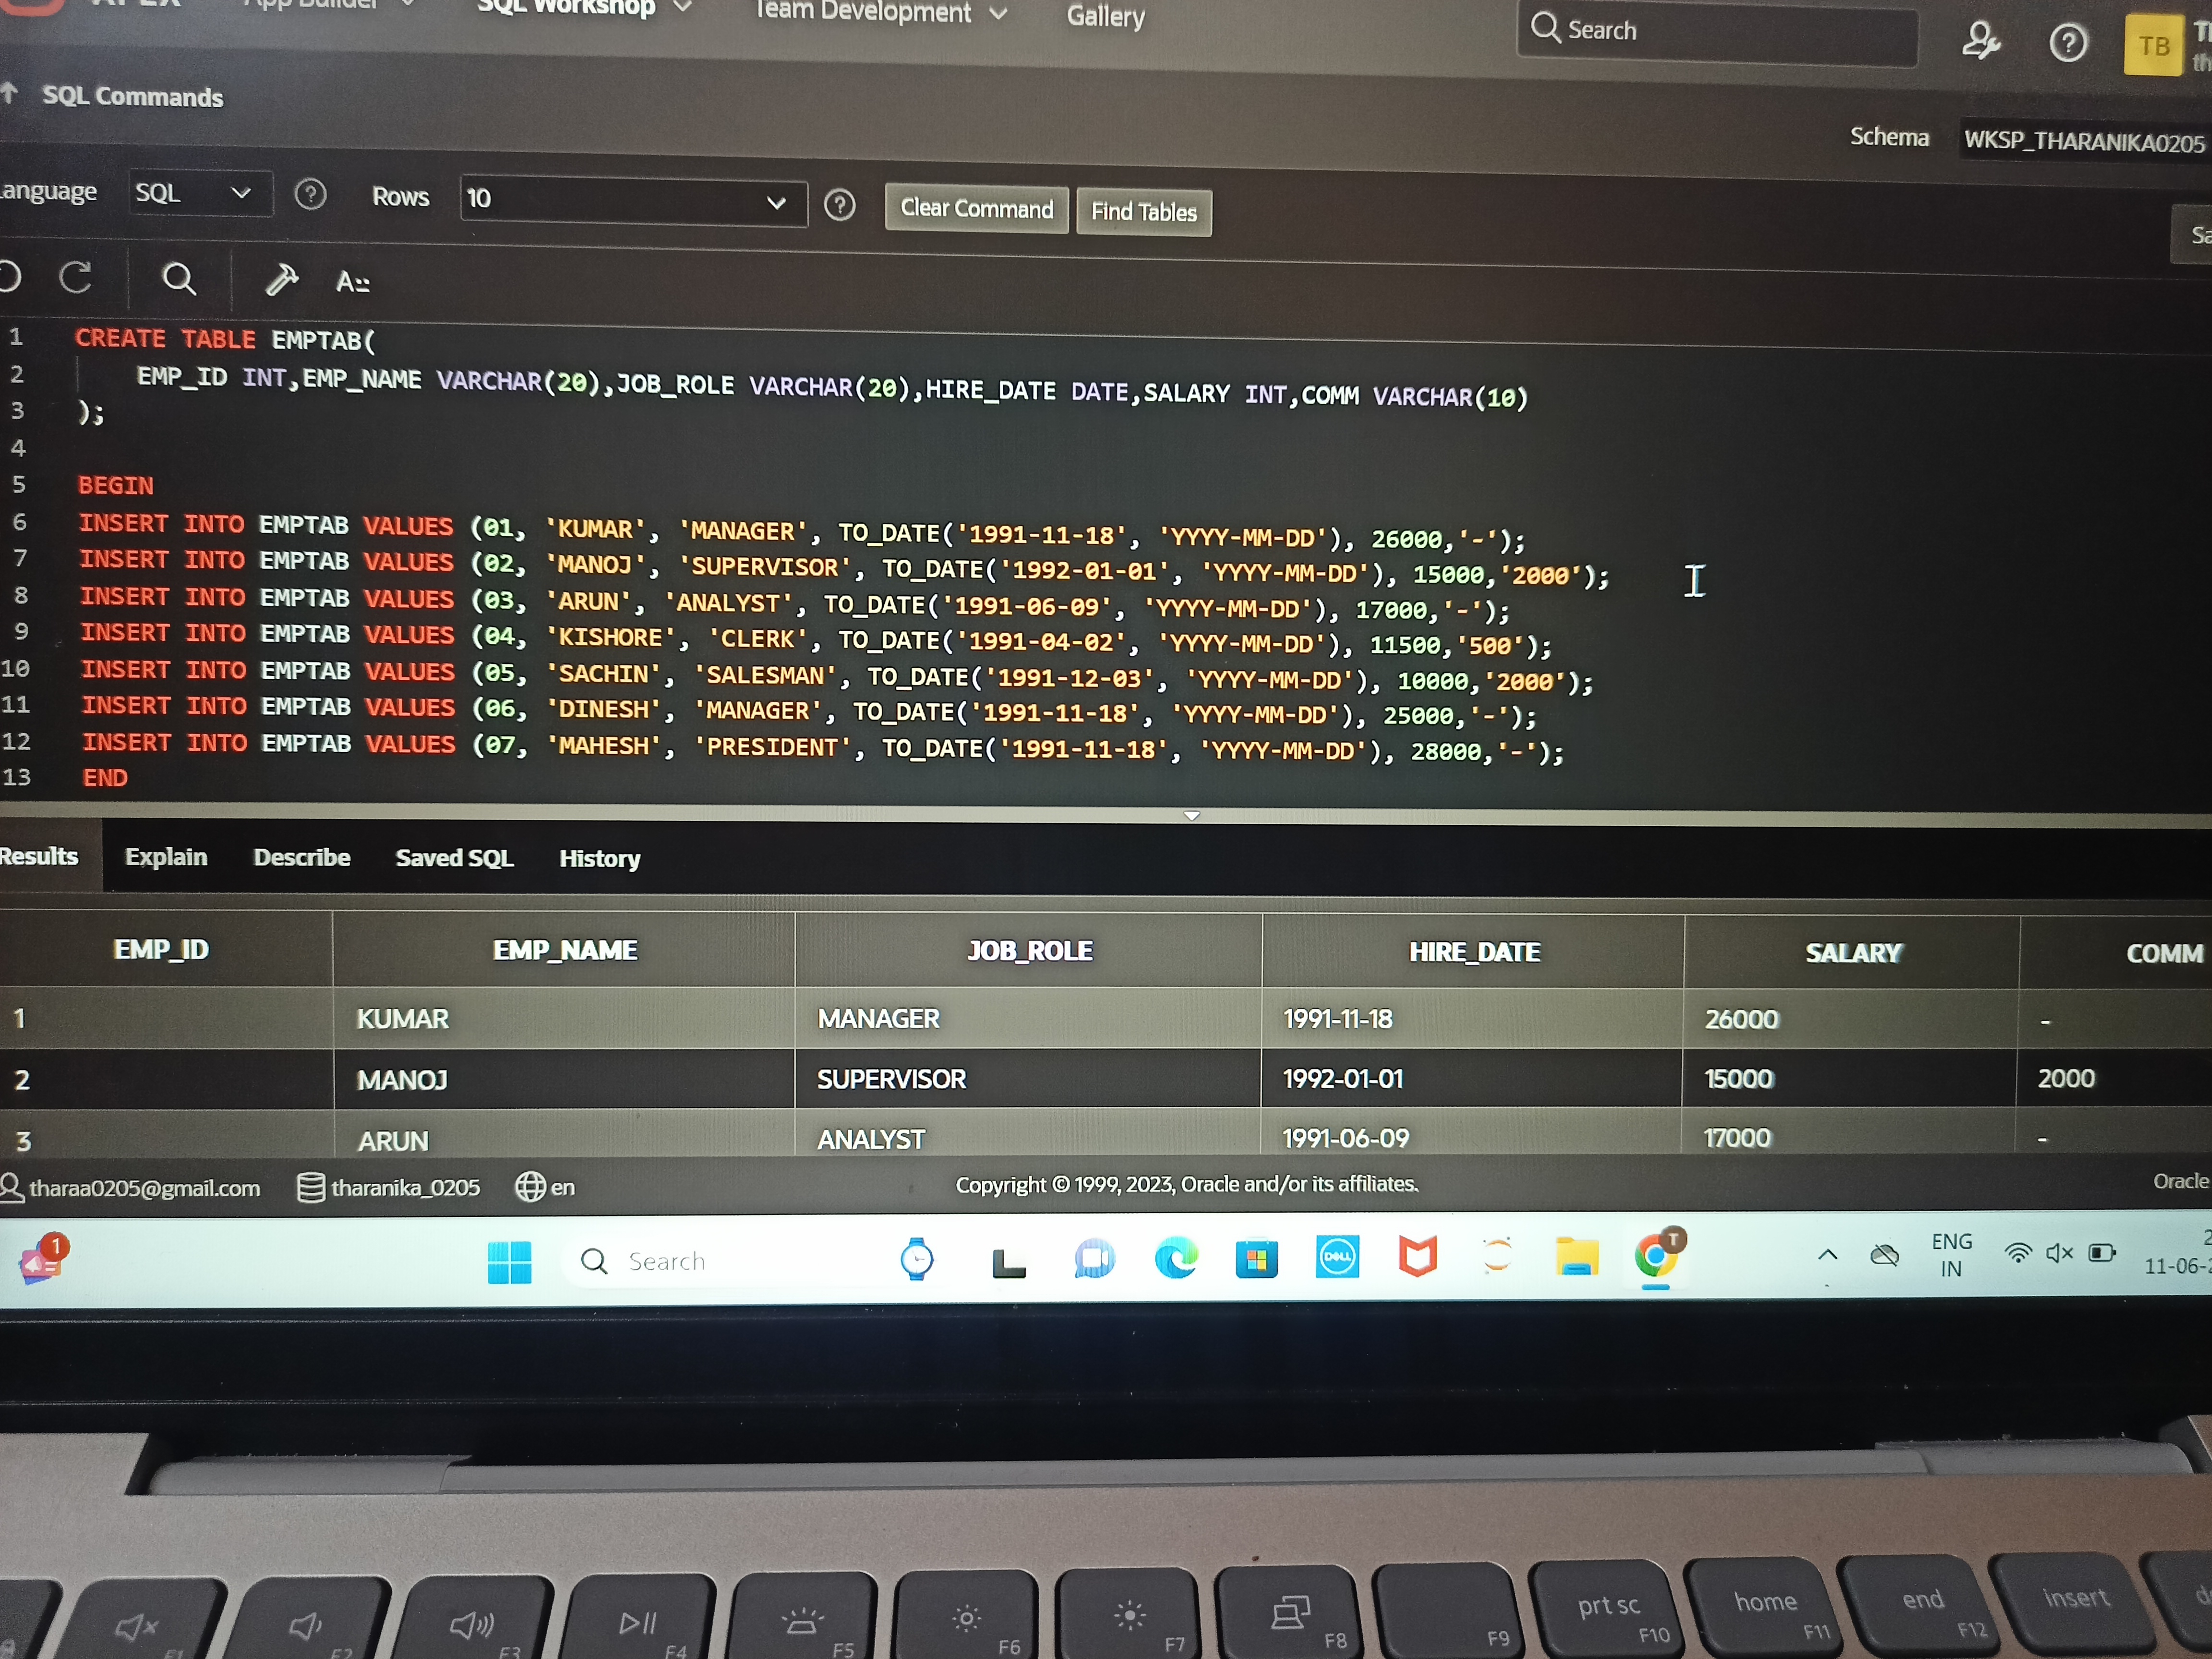 APEX App Builder SQL Workshop Team Development Gallery Search TB
SQL Commands
Schema WKSP_THARANIKA0205
Language SQL Rows 10 Clear Command Find Tables
1 CREATE TABLE EMPTAB(
2 EMP_ID INT,EMP_NAME VARCHAR(20),JOB_ROLE VARCHAR(20),HIRE_DATE DATE,SALARY INT,COMM VARCHAR(10)
3 );
4
5 BEGIN
6 INSERT INTO EMPTAB VALUES (01, 'KUMAR', 'MANAGER', TO_DATE('1991-11-18', 'YYYY-MM-DD'), 26000,'-');
7 INSERT INTO EMPTAB VALUES (02, 'MANOJ', 'SUPERVISOR', TO_DATE('1992-01-01', 'YYYY-MM-DD'), 15000,'2000');
8 INSERT INTO EMPTAB VALUES (03, 'ARUN', 'ANALYST', TO_DATE('1991-06-09', 'YYYY-MM-DD'), 17000,'-');
9 INSERT INTO EMPTAB VALUES (04, 'KISHORE', 'CLERK', TO_DATE('1991-04-02', 'YYYY-MM-DD'), 11500,'500');
10 INSERT INTO EMPTAB VALUES (05, 'SACHIN', 'SALESMAN', TO_DATE('1991-12-03', 'YYYY-MM-DD'), 10000,'2000');
11 INSERT INTO EMPTAB VALUES (06, 'DINESH', 'MANAGER', TO_DATE('1991-11-18', 'YYYY-MM-DD'), 25000,'-');
12 INSERT INTO EMPTAB VALUES (07, 'MAHESH', 'PRESIDENT', TO_DATE('1991-11-18', 'YYYY-MM-DD'), 28000,'-');
13 END
Results Explain Describe Saved SQL History
EMP_ID EMP_NAME JOB_ROLE HIRE_DATE SALARY COMM
1 KUMAR MANAGER 1991-11-18 26000 -
2 MANOJ SUPERVISOR 1992-01-01 15000 2000
3 ARUN ANALYST 1991-06-09 17000 -
tharaa0205@gmail.com tharanika_0205 en Copyright © 1999, 2023, Oracle and/or its affiliates. Oracle
1 Search DELL T ENG
IN 11-06-2
prt sc home end insert
F1 F2 F3 F4 F5 F6 F7 F8 F9 F10 F11 F12